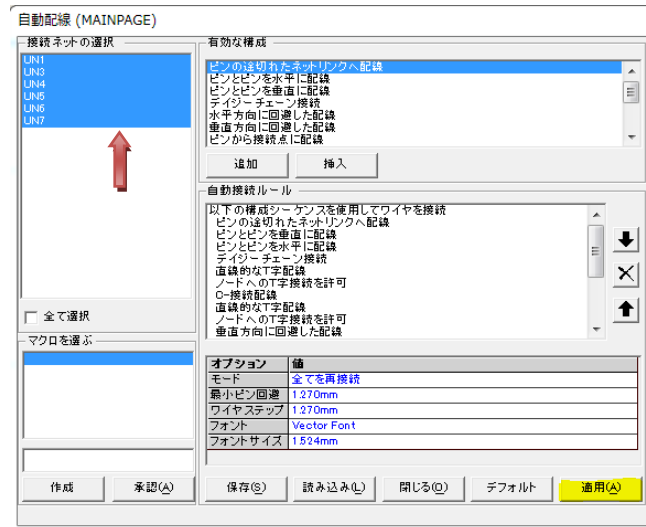 自動配線 (MAINPAGE)
接続ネットの選択
UN1
UN3
UN4
UN5
UN6
UN7
全て選択
マクロを選ぶ
作成
承認(A)
有効な構成
ピンの途切れたネットリンクへ配線
ピンとピンを水平に配線
ピンとピンを垂直に配線
デイジーチェーン接続
水平方向に回避した配線
垂直方向に回避した配線
ピンから接続点に配線
追加
挿入
自動接続ルール
以下の構成シーケンスを使用してワイヤを接続
ピンの途切れたネットリンクへ配線
ピンとピンを垂直に配線
ピンとピンを水平に配線
デイジーチェーン接続
直線的なT字配線
ノードへのT字接続を許可
C-接続配線
直線的なT字配線
ノードへのT字接続を許可
垂直方向に回避した配線
オプション 値
モード 全てを再接続
最小ピン回避 1.270mm
ワイヤステップ 1.270mm
フォント Vector Font
フォントサイズ 1.524mm
保存(S)
読み込み(L)
閉じる(O)
デフォルト
適用(A)